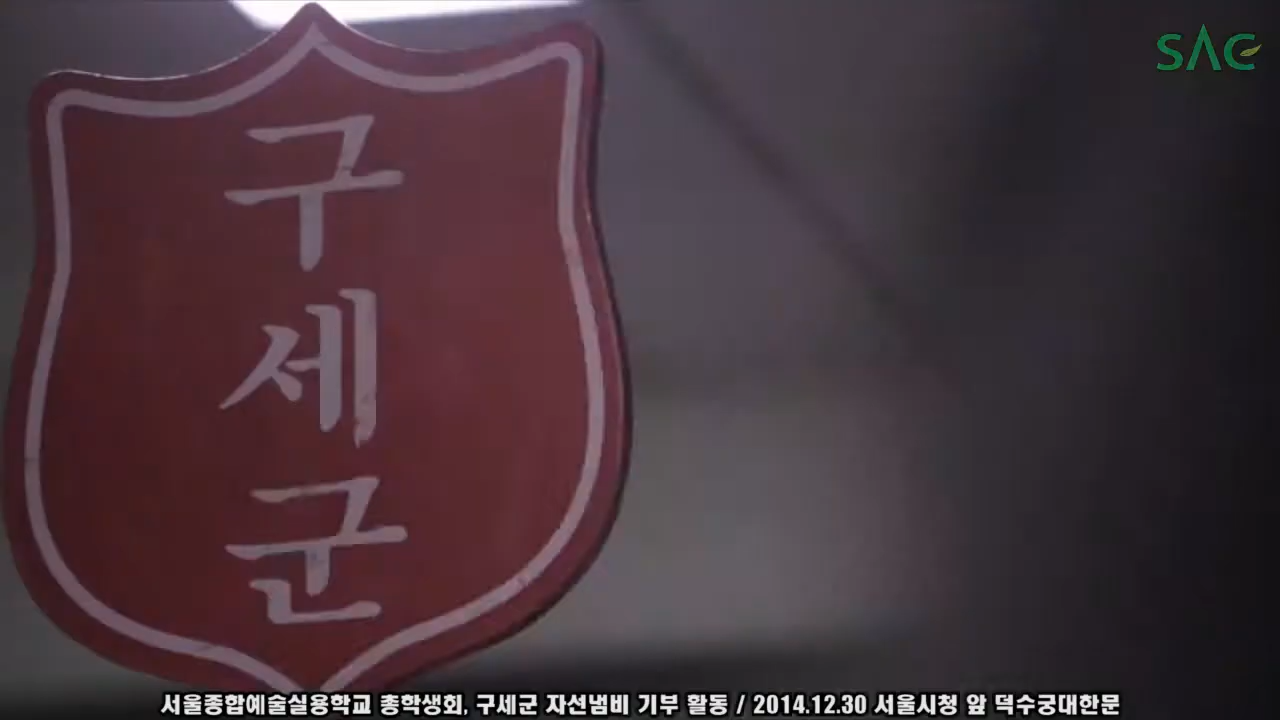 SAC
구
세
군
서울종합예술실용학교 총학생회, 구세군 자선냄비 기부 활동 / 2014.12.30 서울시청 앞 덕수궁대한문